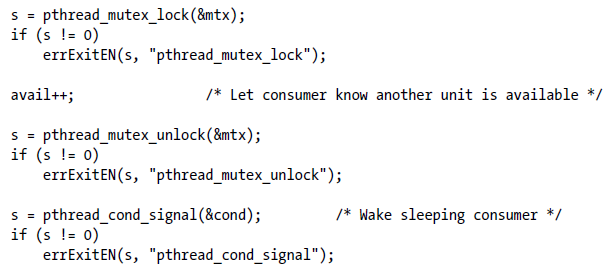 s = pthread_mutex_lock(&mtx);
if (s != 0)
    errExitEN(s, "pthread_mutex_lock");

avail++;                /* Let consumer know another unit is available */

s = pthread_mutex_unlock(&mtx);
if (s != 0)
    errExitEN(s, "pthread_mutex_unlock");

s = pthread_cond_signal(&cond);         /* Wake sleeping consumer */
if (s != 0)
    errExitEN(s, "pthread_cond_signal");